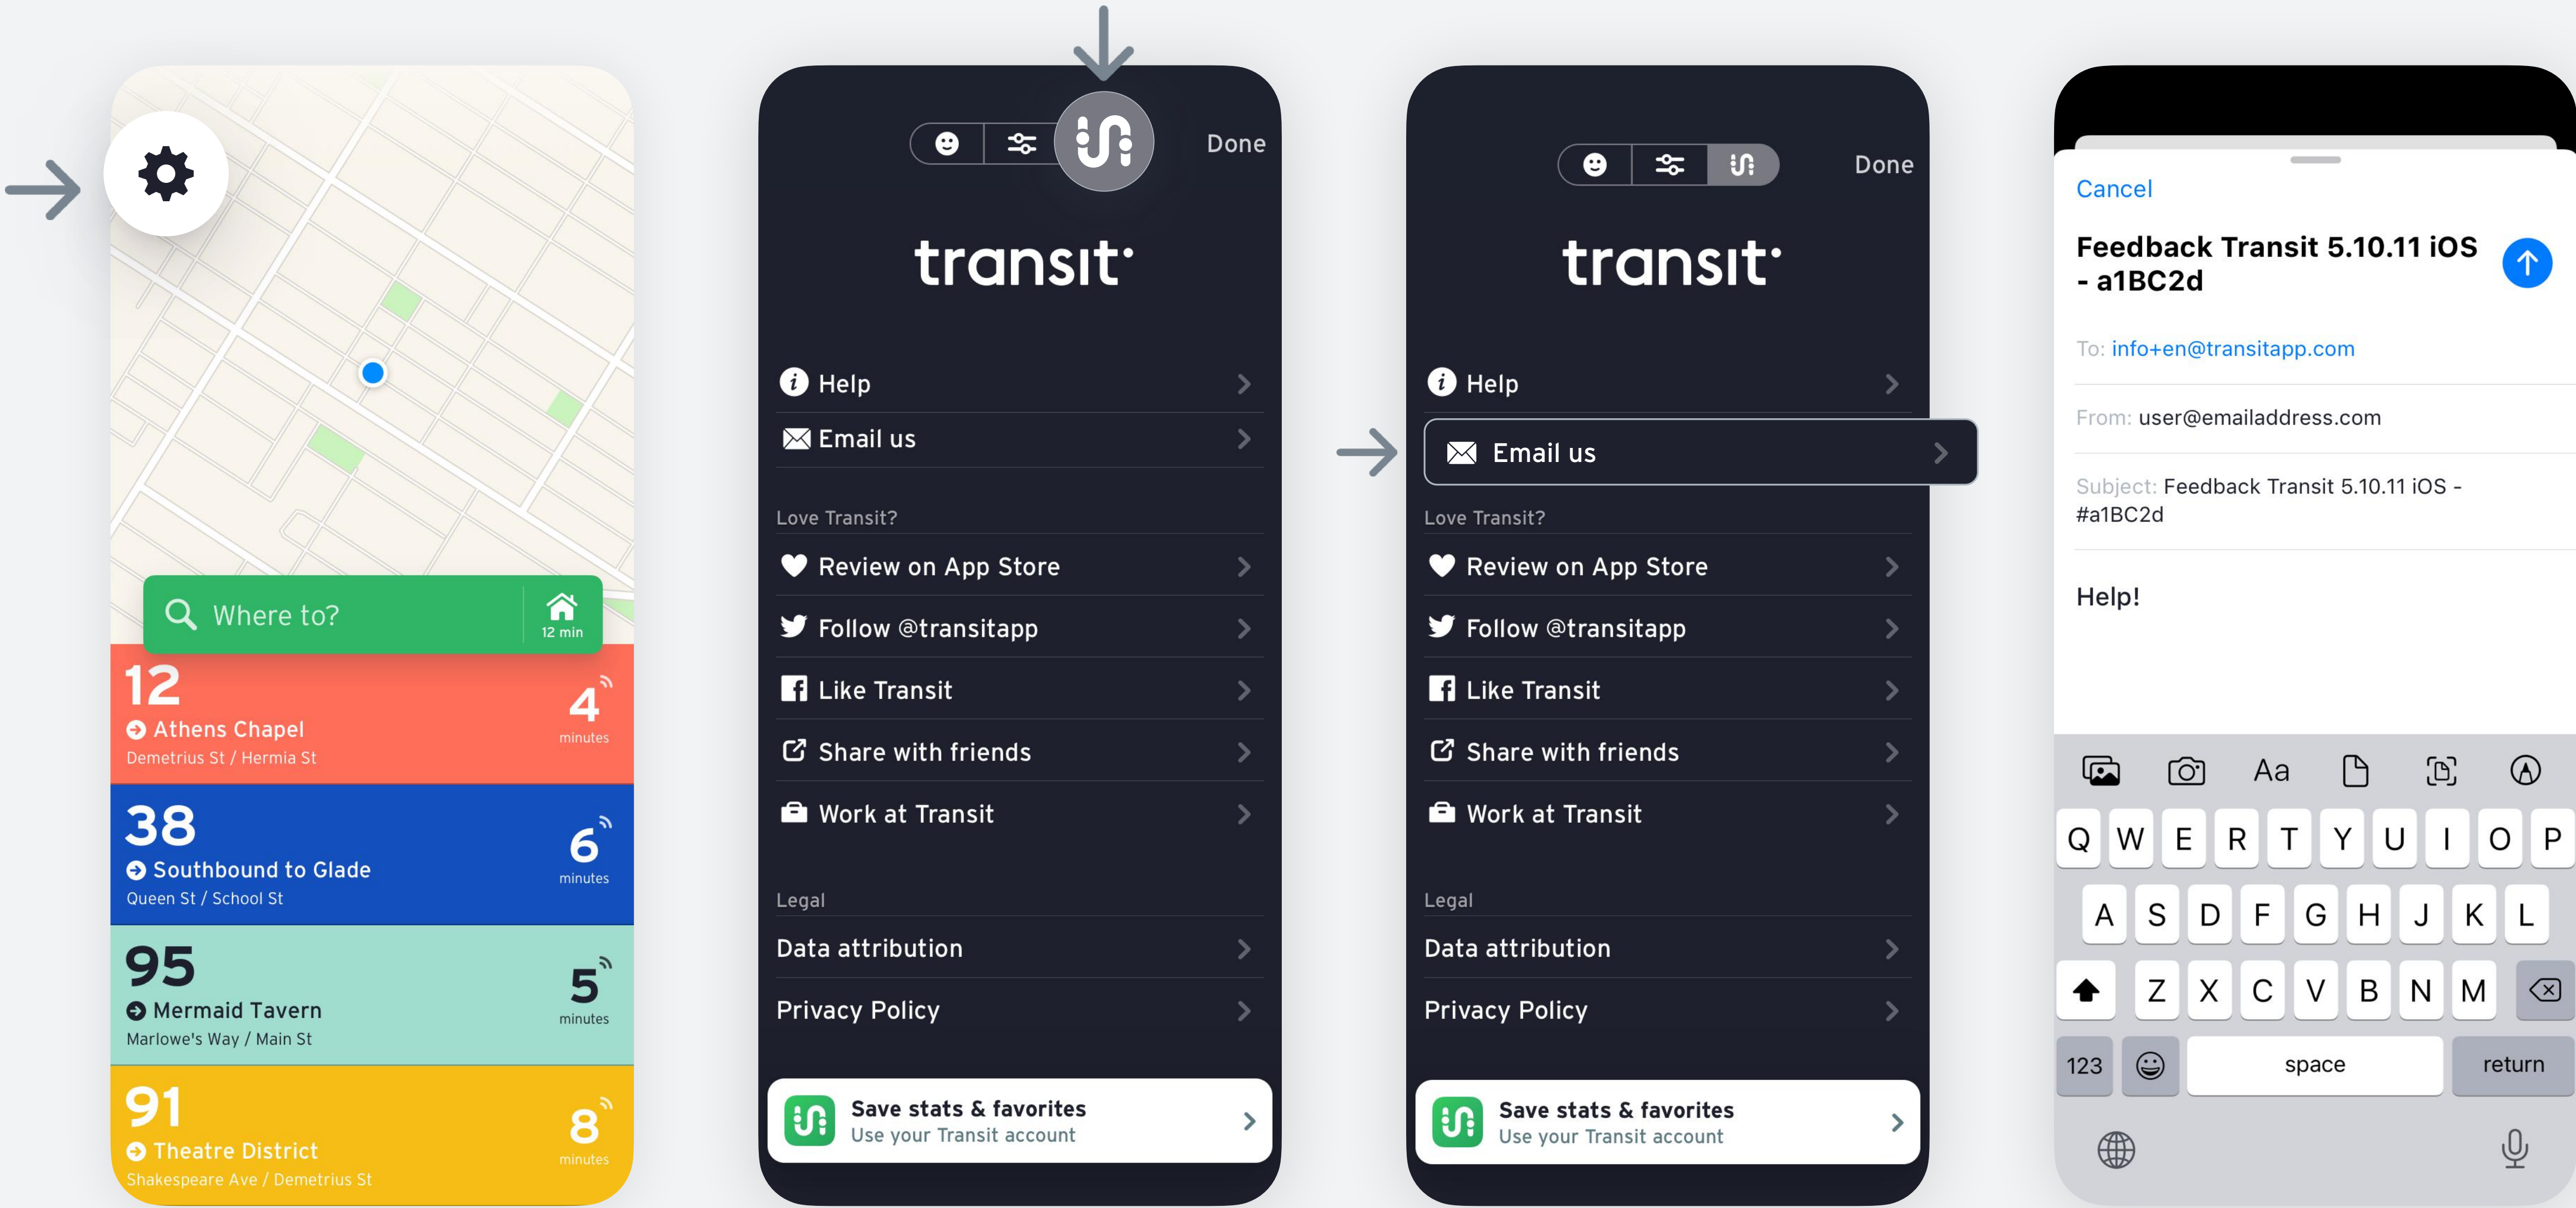 Where to?
12 min
12
Athens Chapel
Demetrius St / Hermia St
4
minutes
38
Southbound to Glade
Queen St / School St
6
minutes
95
Mermaid Tavern
Marlowe's Way / Main St
5
minutes
91
Theatre District
Shakespeare Ave / Demetrius St
8
minutes
Done
transit
Help
Email us
Love Transit?
Review on App Store
Follow @transitapp
Like Transit
Share with friends
Work at Transit
Legal
Data attribution
Privacy Policy
Save stats & favorites
Use your Transit account
Done
transit
Help
Email us
Love Transit?
Review on App Store
Follow @transitapp
Like Transit
Share with friends
Work at Transit
Legal
Data attribution
Privacy Policy
Save stats & favorites
Use your Transit account
Cancel
Feedback Transit 5.10.11 iOS
- a1BC2d
To: info+en@transitapp.com
From: user@emailaddress.com
Subject: Feedback Transit 5.10.11 iOS -
#a1BC2d
Help!
Aa
Q W E R T Y U I O P
A S D F G H J K L
Z X C V B N M
123 space return